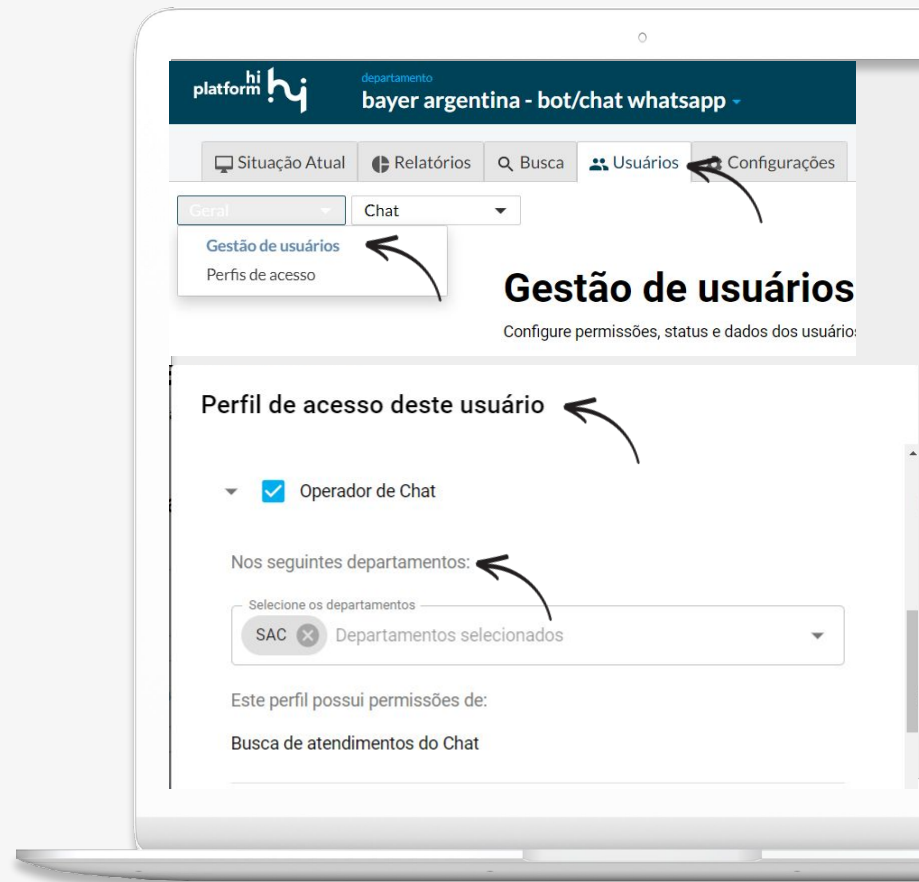 hi
platform
departamento
bayer argentina - bot/chat whatsapp
Situação Atual
Relatórios
Busca
Usuários
Configurações
Geral
Chat
Gestão de usuários
Perfis de acesso
Gestão de usuários
Configure permissões, status e dados dos usuário
Perfil de acesso deste usuário
Operador de Chat
Nos seguintes departamentos:
Selecione os departamentos
SAC
Departamentos selecionados
Este perfil possui permissões de:
Busca de atendimentos do Chat